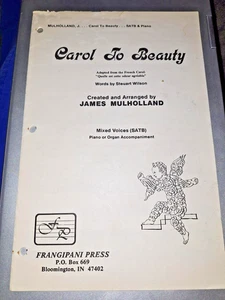 MULHOLLAND, J. . . Carol To Beauty . . . SATB & Piano
Carol To Beauty
Adapted from the French Carol
"Quelle est cette odeur agréable"
Words by Steuart Wilson
Created and Arranged by
JAMES MULHOLLAND
Mixed Voices (SATB)
Piano or Organ Accompaniment
FRANGIPANI PRESS
P.O. Box 669
Bloomington, IN 47402